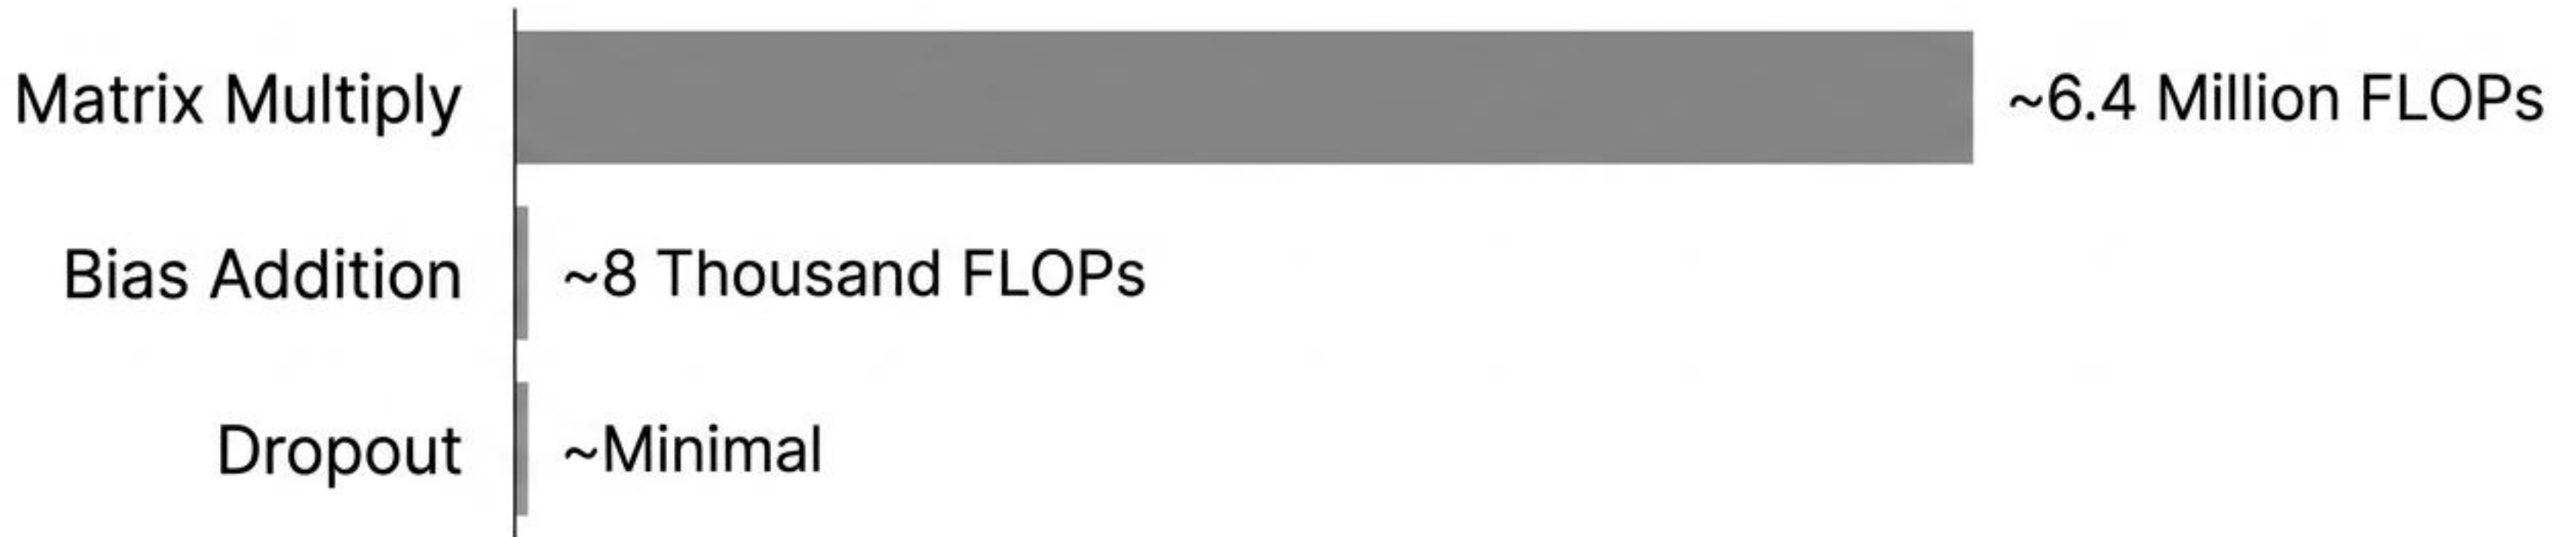 Matrix Multiply ~6.4 Million FLOPs
Bias Addition ~8 Thousand FLOPs
Dropout ~Minimal